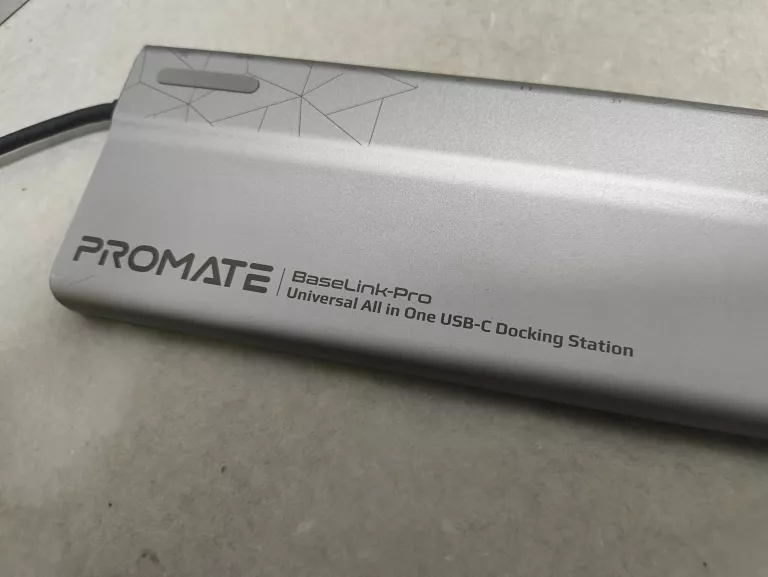 PROMATE
BaseLink-Pro
Universal All in One USB-C Docking Station